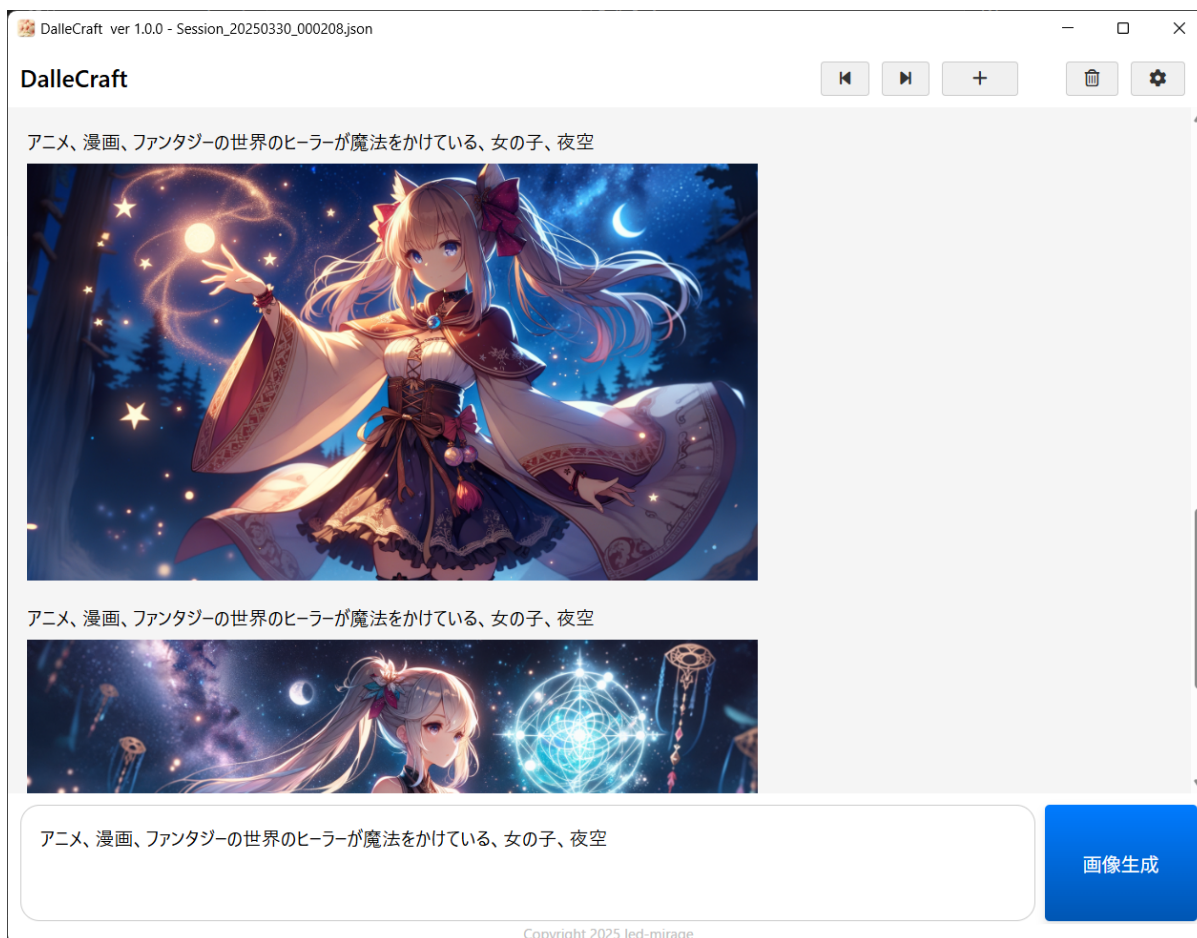 DalleCraft ver 1.0.0 - Session_20250330_000208.json
DalleCraft
アニメ、漫画、ファンタジーの世界のヒーラーが魔法をかけている、女の子、夜空
アニメ、漫画、ファンタジーの世界のヒーラーが魔法をかけている、女の子、夜空
アニメ、漫画、ファンタジーの世界のヒーラーが魔法をかけている、女の子、夜空
画像生成
Copyright 2025 led-mirage